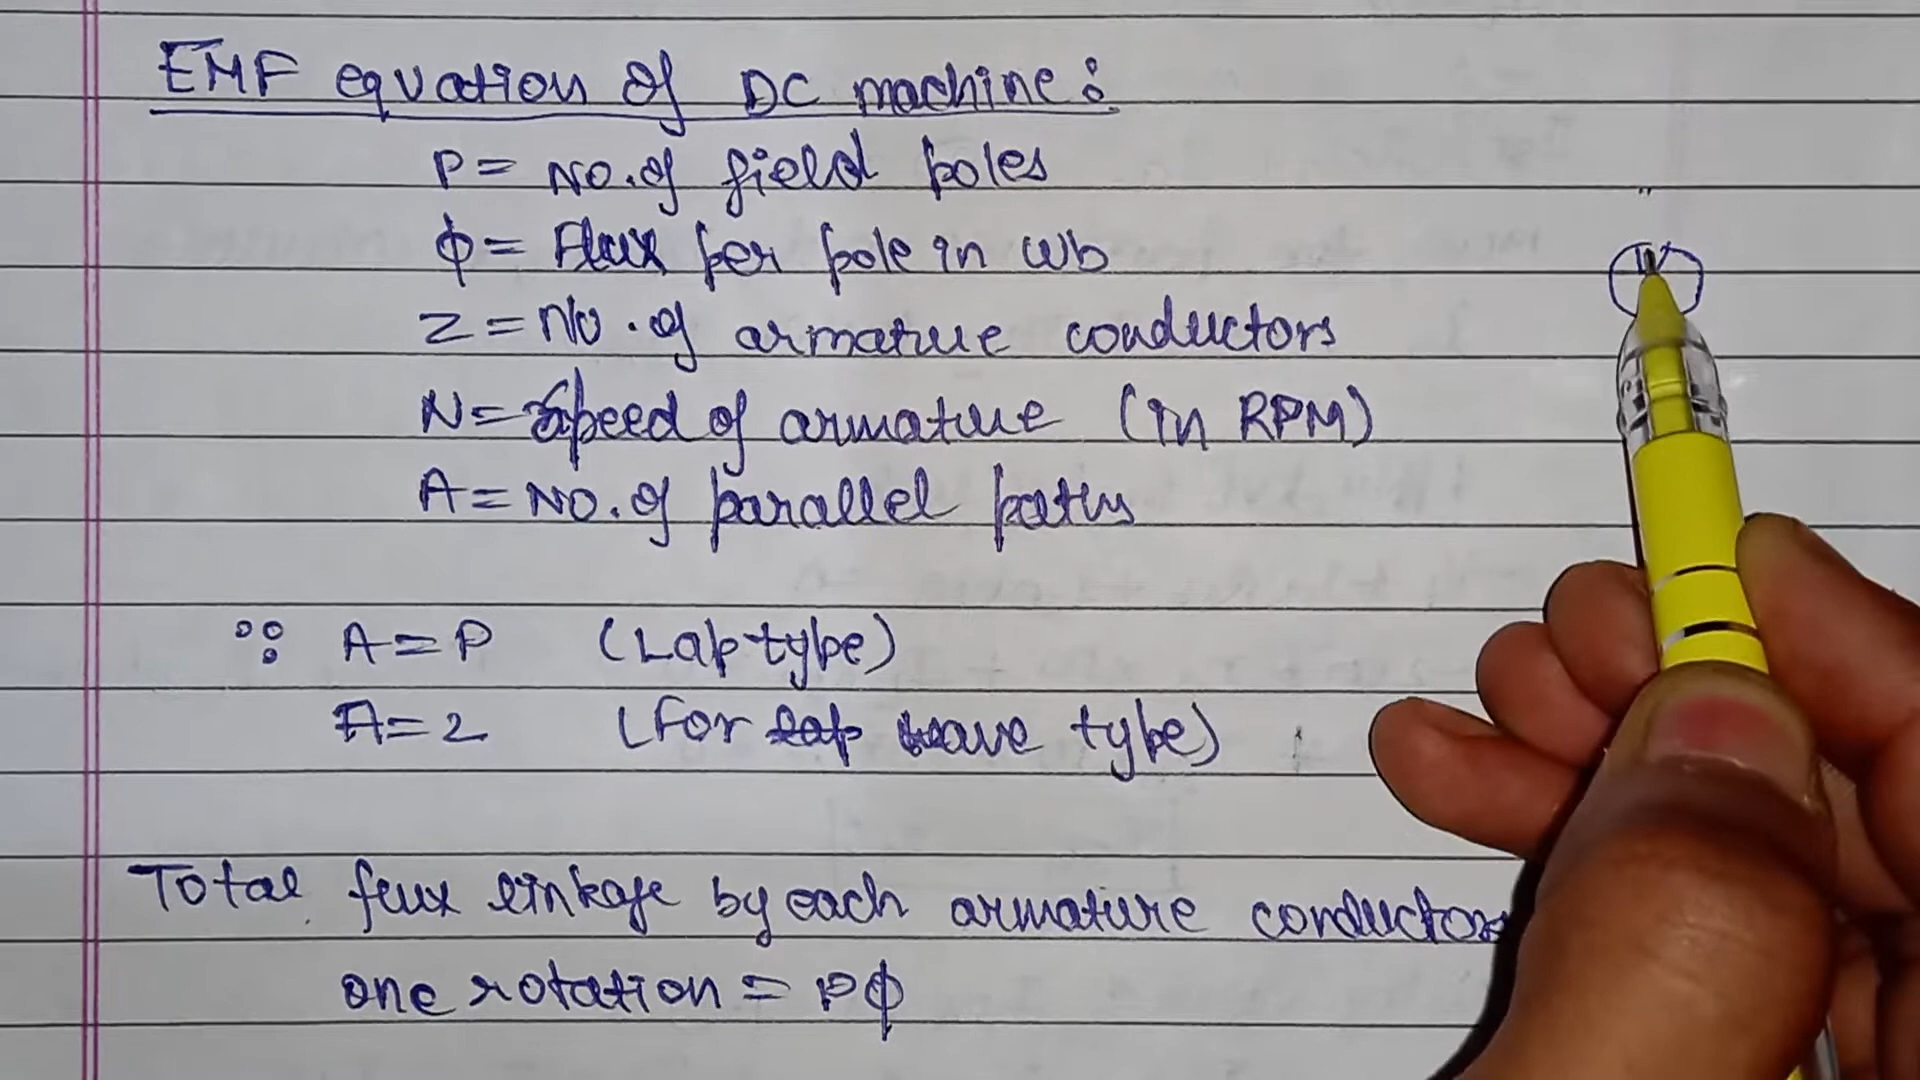 EMF equation of DC machine:
P = No. of field poles
ϕ = Flux per pole in wb
Z = No. of armature conductors
N = Speed of armature (in RPM)
A = No. of parallel paths
∵ A = P (Lap type)
A = 2 (For wave type)
Total flux linkage by each armature conductors
one rotation = Pϕ